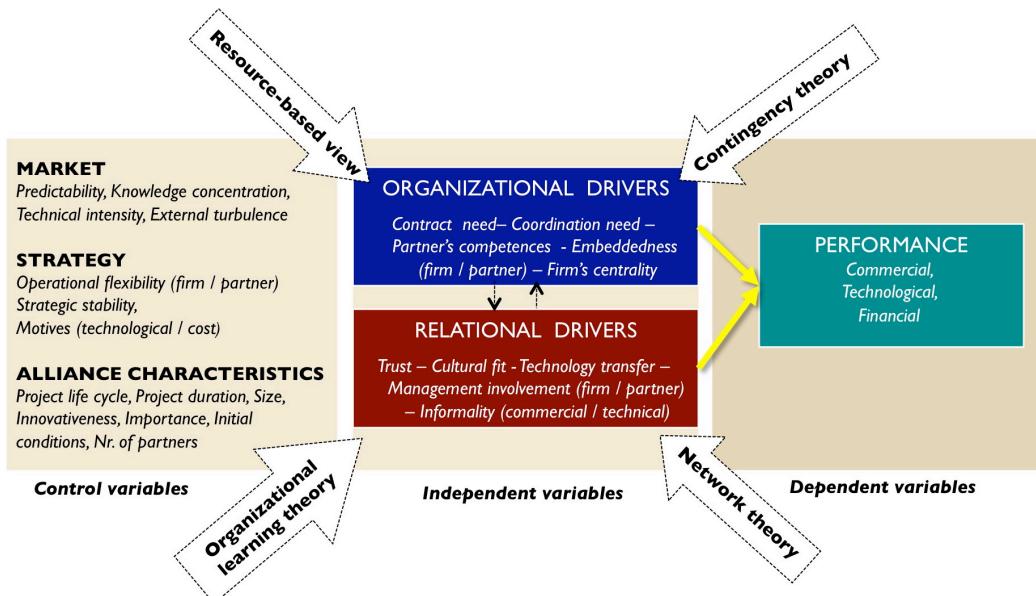 Resource-based view
Contingency theory
MARKET
Predictability, Knowledge concentration,
Technical intensity, External turbulence
STRATEGY
Operational flexibility (firm / partner)
Strategic stability,
Motives (technological / cost)
ALLIANCE CHARACTERISTICS
Project life cycle, Project duration, Size,
Innovativeness, Importance, Initial
conditions, Nr. of partners
ORGANIZATIONAL DRIVERS
Contract need– Coordination need –
Partner's competences - Embeddedness
(firm / partner) – Firm's centrality
RELATIONAL DRIVERS
Trust – Cultural fit -Technology transfer –
Management involvement (firm / partner)
– Informality (commercial / technical)
PERFORMANCE
Commercial,
Technological,
Financial
Control variables
Independent variables
Dependent variables
Organizational
learning theory
Network theory